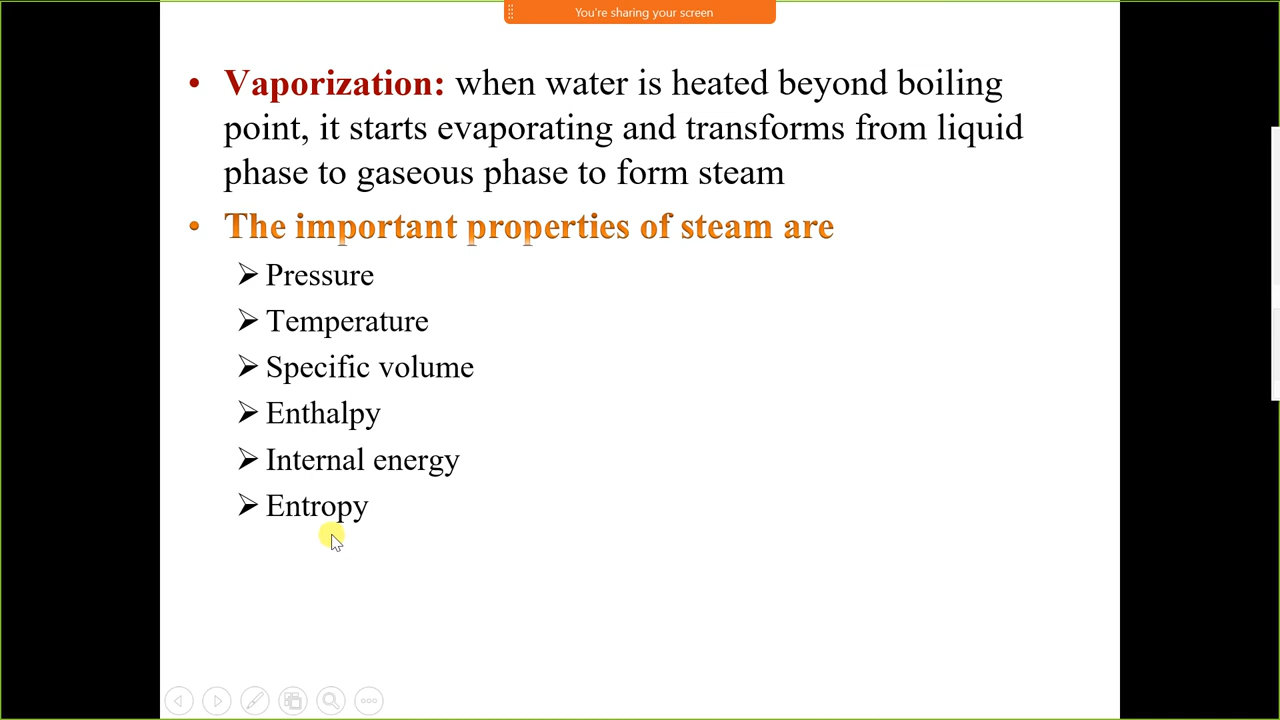 You're sharing your screen
• Vaporization: when water is heated beyond boiling
point, it starts evaporating and transforms from liquid
phase to gaseous phase to form steam
• The important properties of steam are
➢ Pressure
➢ Temperature
➢ Specific volume
➢ Enthalpy
➢ Internal energy
➢ Entropy